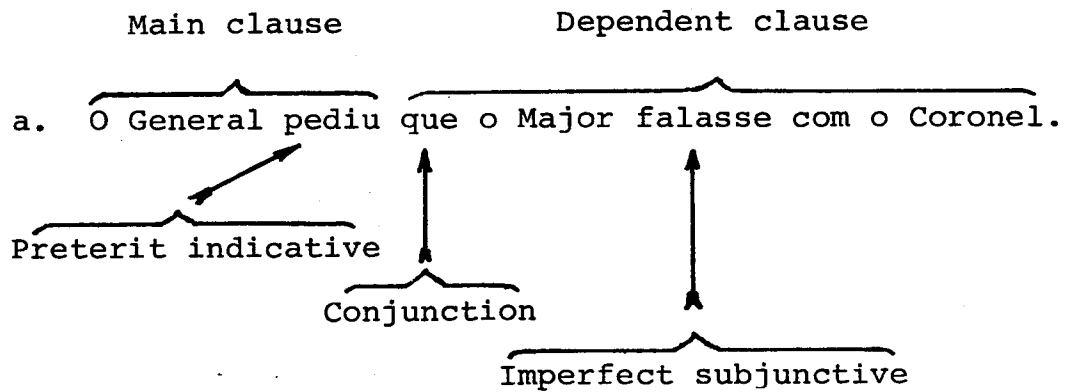 Main clause Dependent clause
a. O General pediu que o Major falasse com o Coronel.
Preterit indicative
Conjunction
Imperfect subjunctive